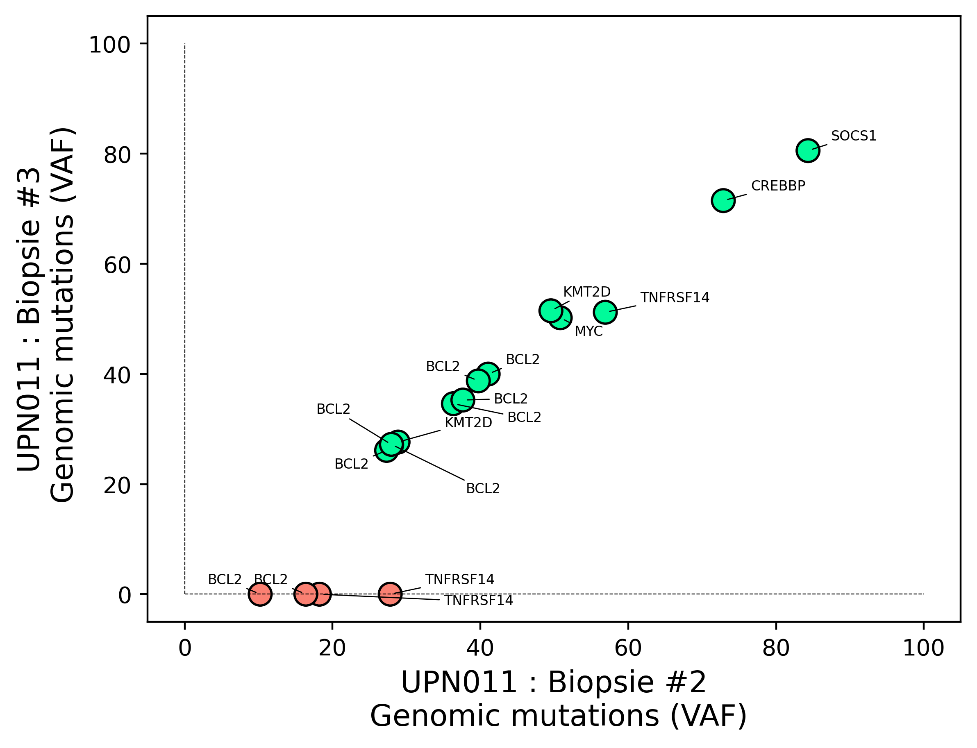 100
80
60
40
20
0
UPN011 : Biopsie #3
Genomic mutations (VAF)
SOCS1
CREBBP
KMT2D
TNFRSF14
MYC
BCL2
BCL2
BCL2
BCL2
BCL2
KMT2D
BCL2
BCL2
BCL2
BCL2
TNFRSF14
TNFRSF14
0
20
40
60
80
100
UPN011 : Biopsie #2
Genomic mutations (VAF)